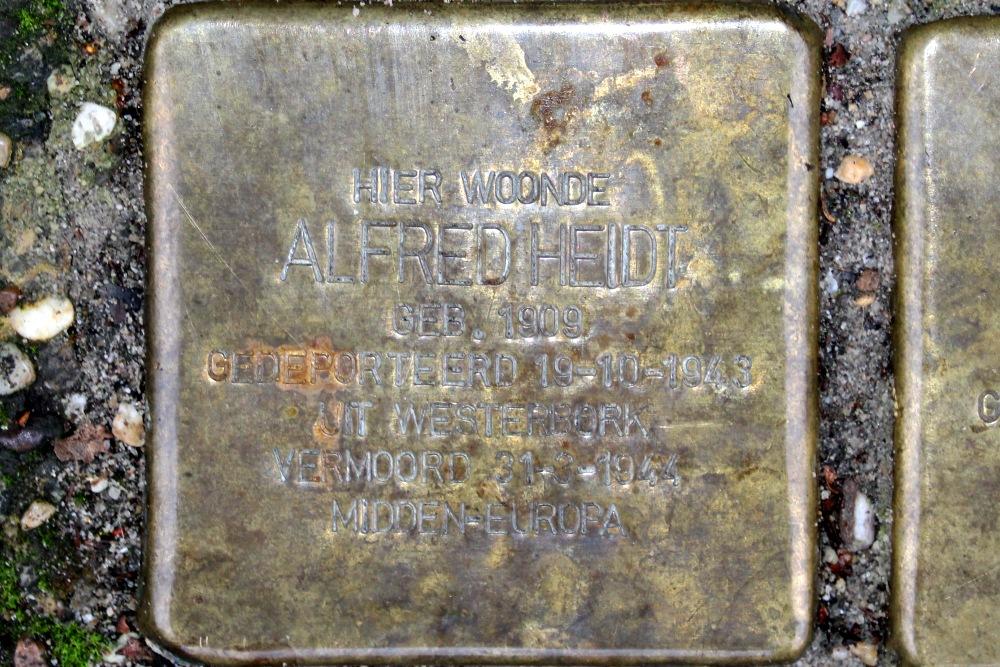 HIER WOONDE
ALFRED HEIDT
GEB. 1909
GEDEPORTEERD 19-10-1943
UIT WESTERBORK
VERMOORD 31-3-1944
MIDDEN-EUROPA
G